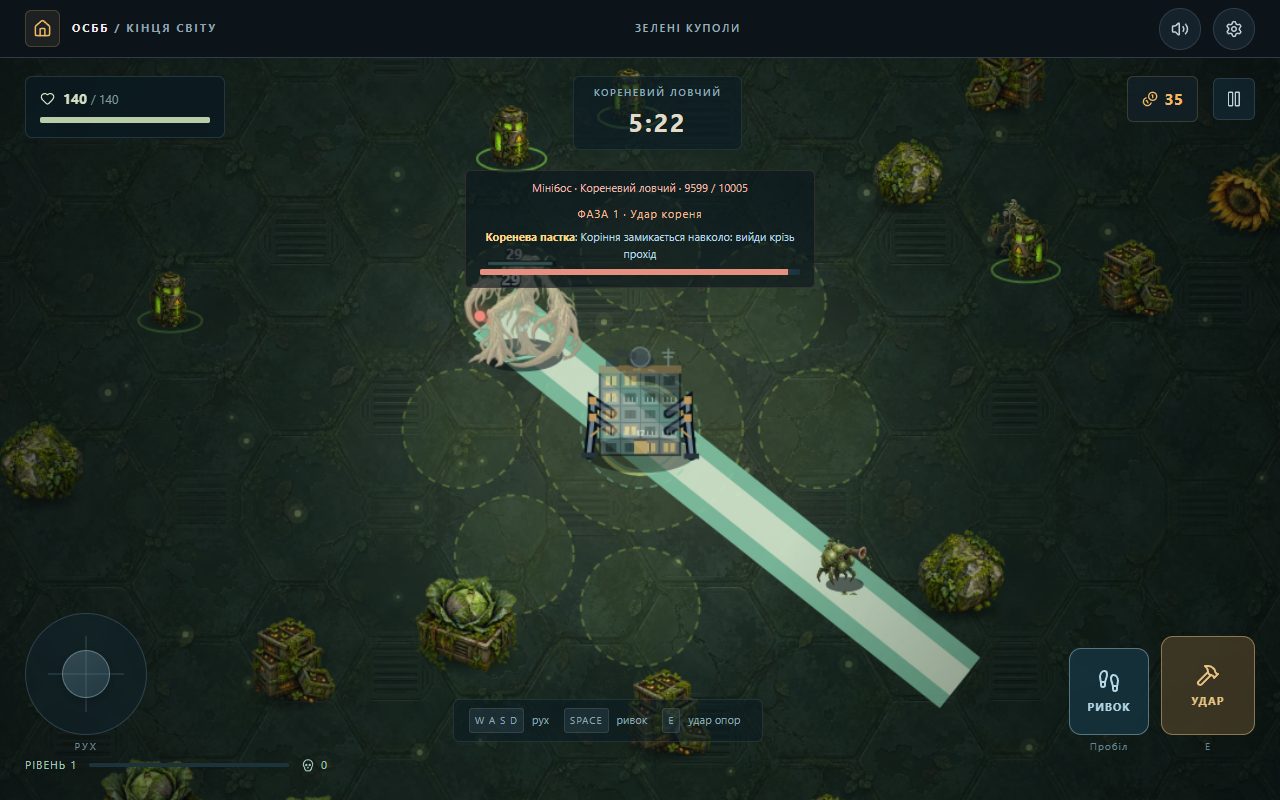 ОСББ / КІНЦЯ СВІТУ
ЗЕЛЕНІ КУПОЛИ
140 / 140
КОРЕНЕВИЙ ЛОВЧИЙ
5:22
35
Мінібос · Кореневий ловчий · 9599 / 10005
ФАЗА 1 · Удар кореня
Коренева пастка: Коріння замикається навколо: вийди крізь
прохід
29
29
W A S D рух SPACE ривок E удар опор
РУХ
РІВЕНЬ 1
0
РИВОК
Пробіл
УДАР
E